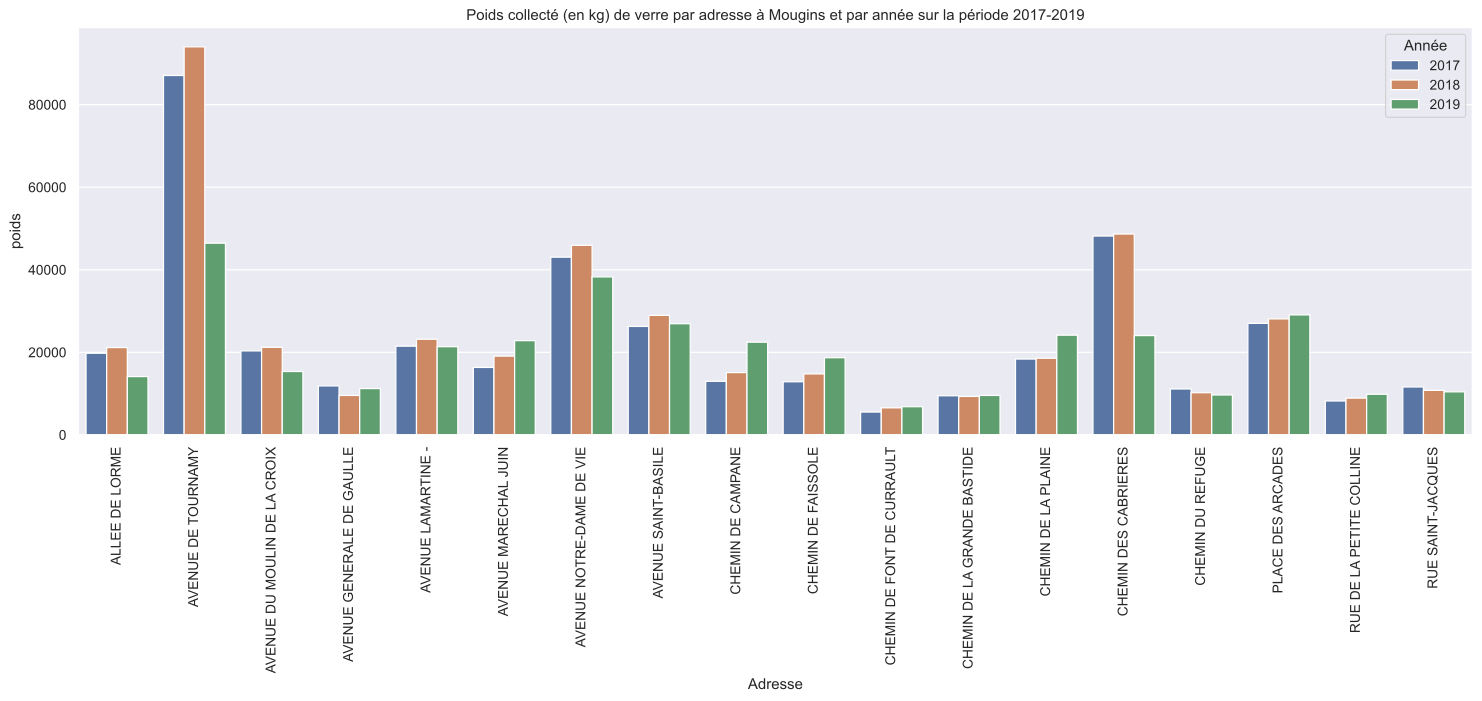 Poids collecté (en kg) de verre par adresse à Mougins et par année sur la période 2017-2019
Année
2017
2018
2019
poids
80000
60000
40000
20000
0
ALLEE DE LORME
AVENUE DE TOURNAMY
AVENUE DU MOULIN DE LA CROIX
AVENUE GENERALE DE GAULLE
AVENUE LAMARTINE -
AVENUE MARECHAL JUIN
AVENUE NOTRE-DAME DE VIE
AVENUE SAINT-BASILE
CHEMIN DE CAMPANE
CHEMIN DE FAISSOLE
CHEMIN DE FONT DE CURRAULT
CHEMIN DE LA GRANDE BASTIDE
CHEMIN DE LA PLAINE
CHEMIN DES CABRIERES
CHEMIN DU REFUGE
PLACE DES ARCADES
RUE DE LA PETITE COLLINE
RUE SAINT-JACQUES
Adresse